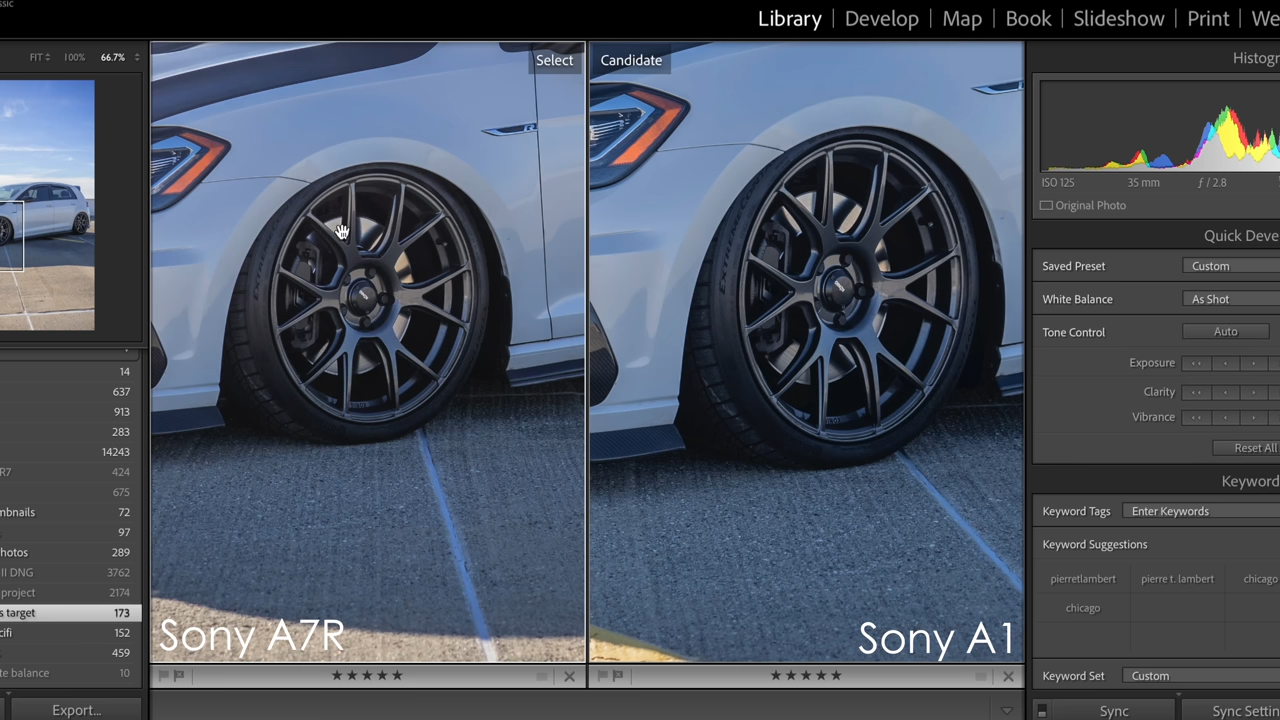 ssic
Library | Develop | Map | Book | Slideshow | Print | We
FIT 100% 66.7%
Select
Candidate
Histogr
ISO 125 35 mm ƒ / 2.8
Original Photo
Quick Deve
Saved Preset Custom
White Balance As Shot
Tone Control Auto
Exposure
Clarity
Vibrance
Reset All
Keyword
Keyword Tags Enter Keywords
Keyword Suggestions
pierretlambert pierre t. lambert chicago
chicago
Keyword Set Custom
Sync Sync Settin
14
637
913
283
14243
R7 424
675
mbnails 72
97
hotos 289
II DNG 3762
project 2174
s target 173
cifi 152
459
te balance 10
Export...
Sony A7R
Sony A1